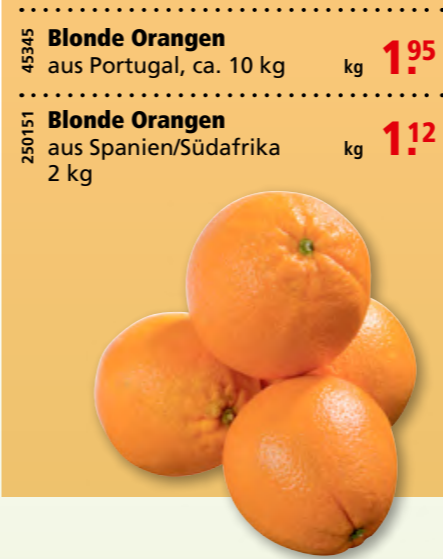 45345
Blonde Orangen
aus Portugal, ca. 10 kg kg 1.95
250151
Blonde Orangen
aus Spanien/Südafrika kg 1.12
2 kg